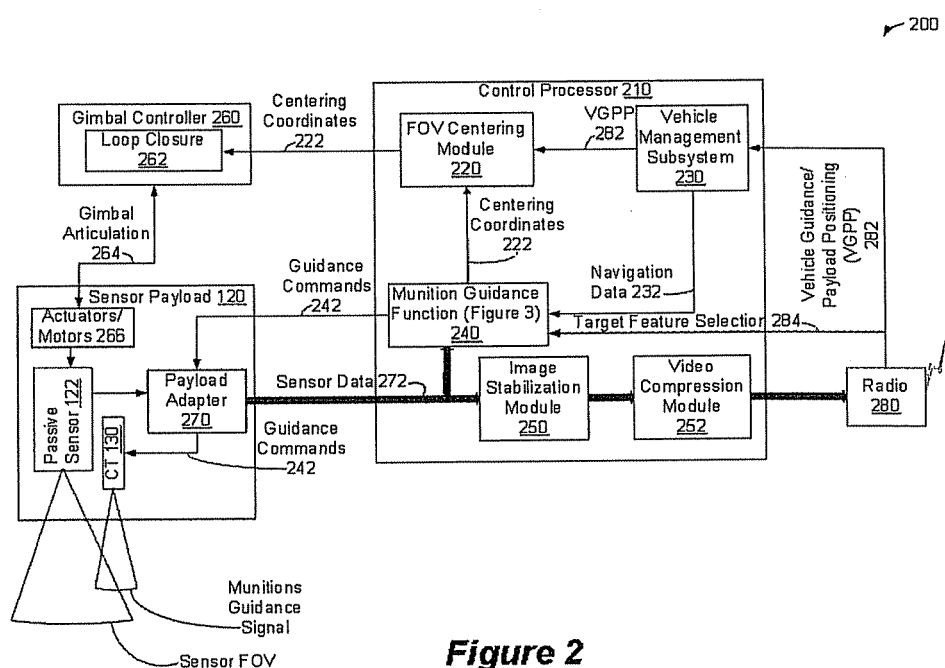 200
Control Processor 210
Gimbal Controller 260
Loop Closure
262
Centering
Coordinates
222
FOV Centering
Module
220
VGPP
282
Vehicle
Management
Subsystem
230
Gimbal
Articulation
264
Centering
Coordinates
222
Vehicle Guidance/
Payload Positioning
(VGPP)
282
Guidance
Commands
242
Navigation
Data 232
Sensor Payload 120
Actuators/
Motors 266
Munition Guidance
Function (Figure 3)
240
Target Feature Selection 284
Passive Sensor 122
Payload
Adapter
270
Sensor Data 272
Image
Stabilization
Module
250
Video
Compression
Module
252
Radio
280
CT 130
Guidance
Commands
242
Munitions
Guidance
Signal
Sensor FOV
Figure 2